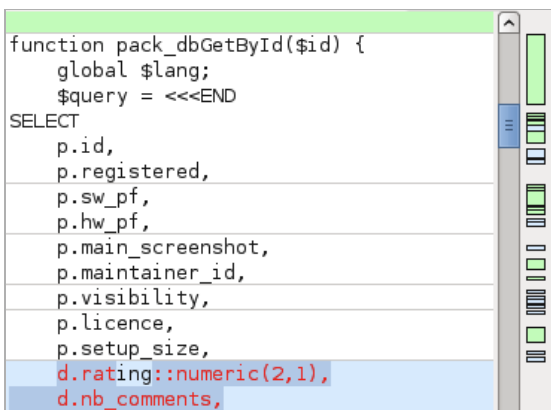 function pack_dbGetById($id) {
global $lang;
$query = <<<END
SELECT
p.id,
p.registered,
p.sw_pf,
p.hw_pf,
p.main_screenshot,
p.maintainer_id,
p.visibility,
p.licence,
p.setup_size,
d.rating::numeric(2,1),
d.nb_comments,